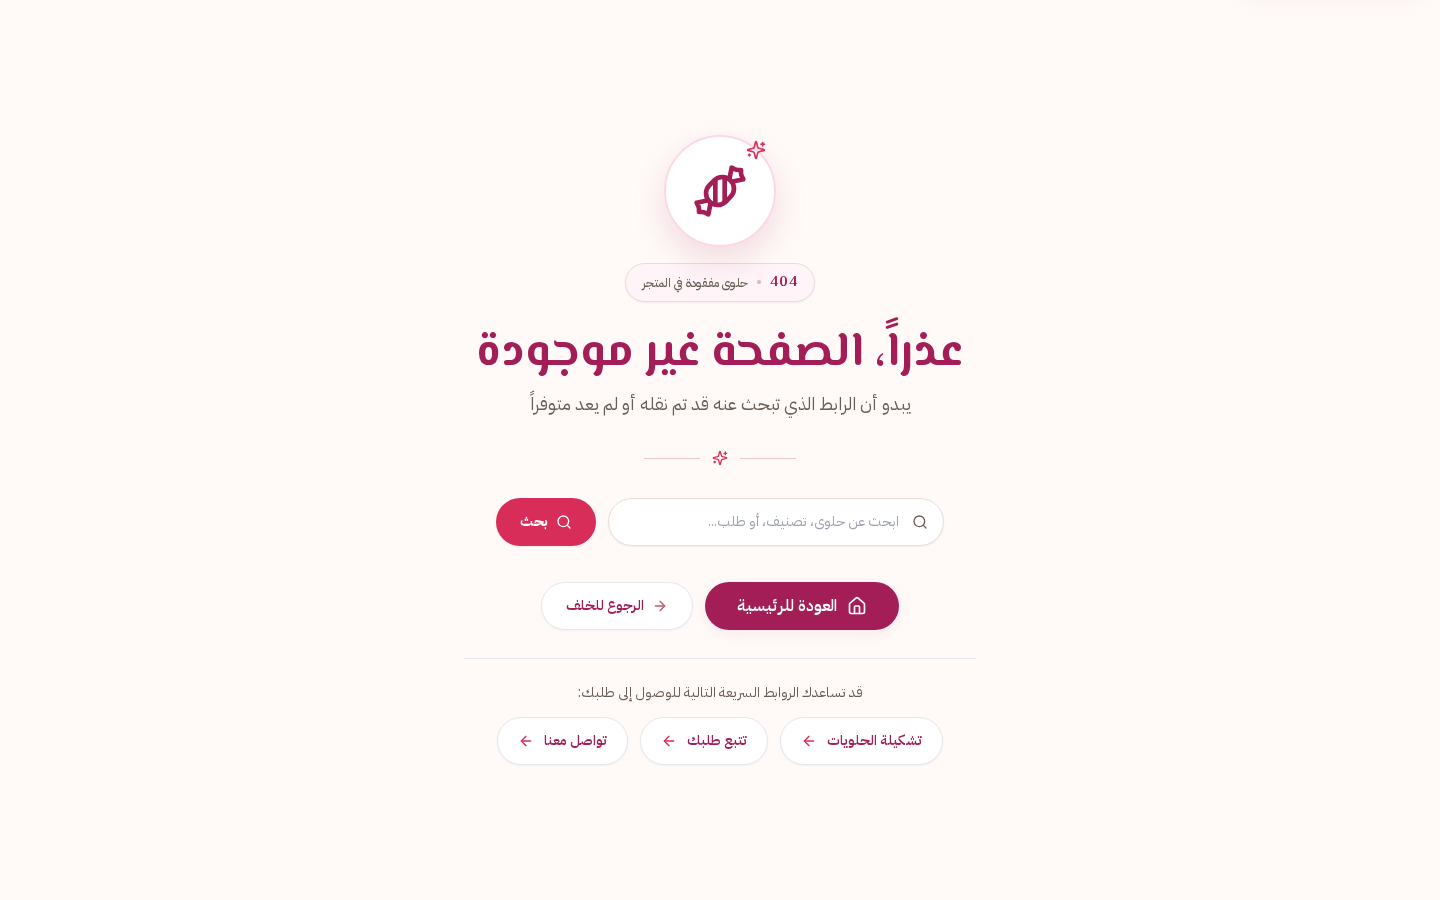 404 • حلوى مفقودة في المتجر
عذراً، الصفحة غير موجودة
يبدو أن الرابط الذي تبحث عنه قد تم نقله أو لم يعد متوفراً
ابحث عن حلوى، تصنيف، أو طلب...
بحث
العودة للرئيسية
الرجوع للخلف
قد تساعدك الروابط السريعة التالية للوصول إلى طلبك:
تشكيلة الحلويات
تتبع طلبك
تواصل معنا